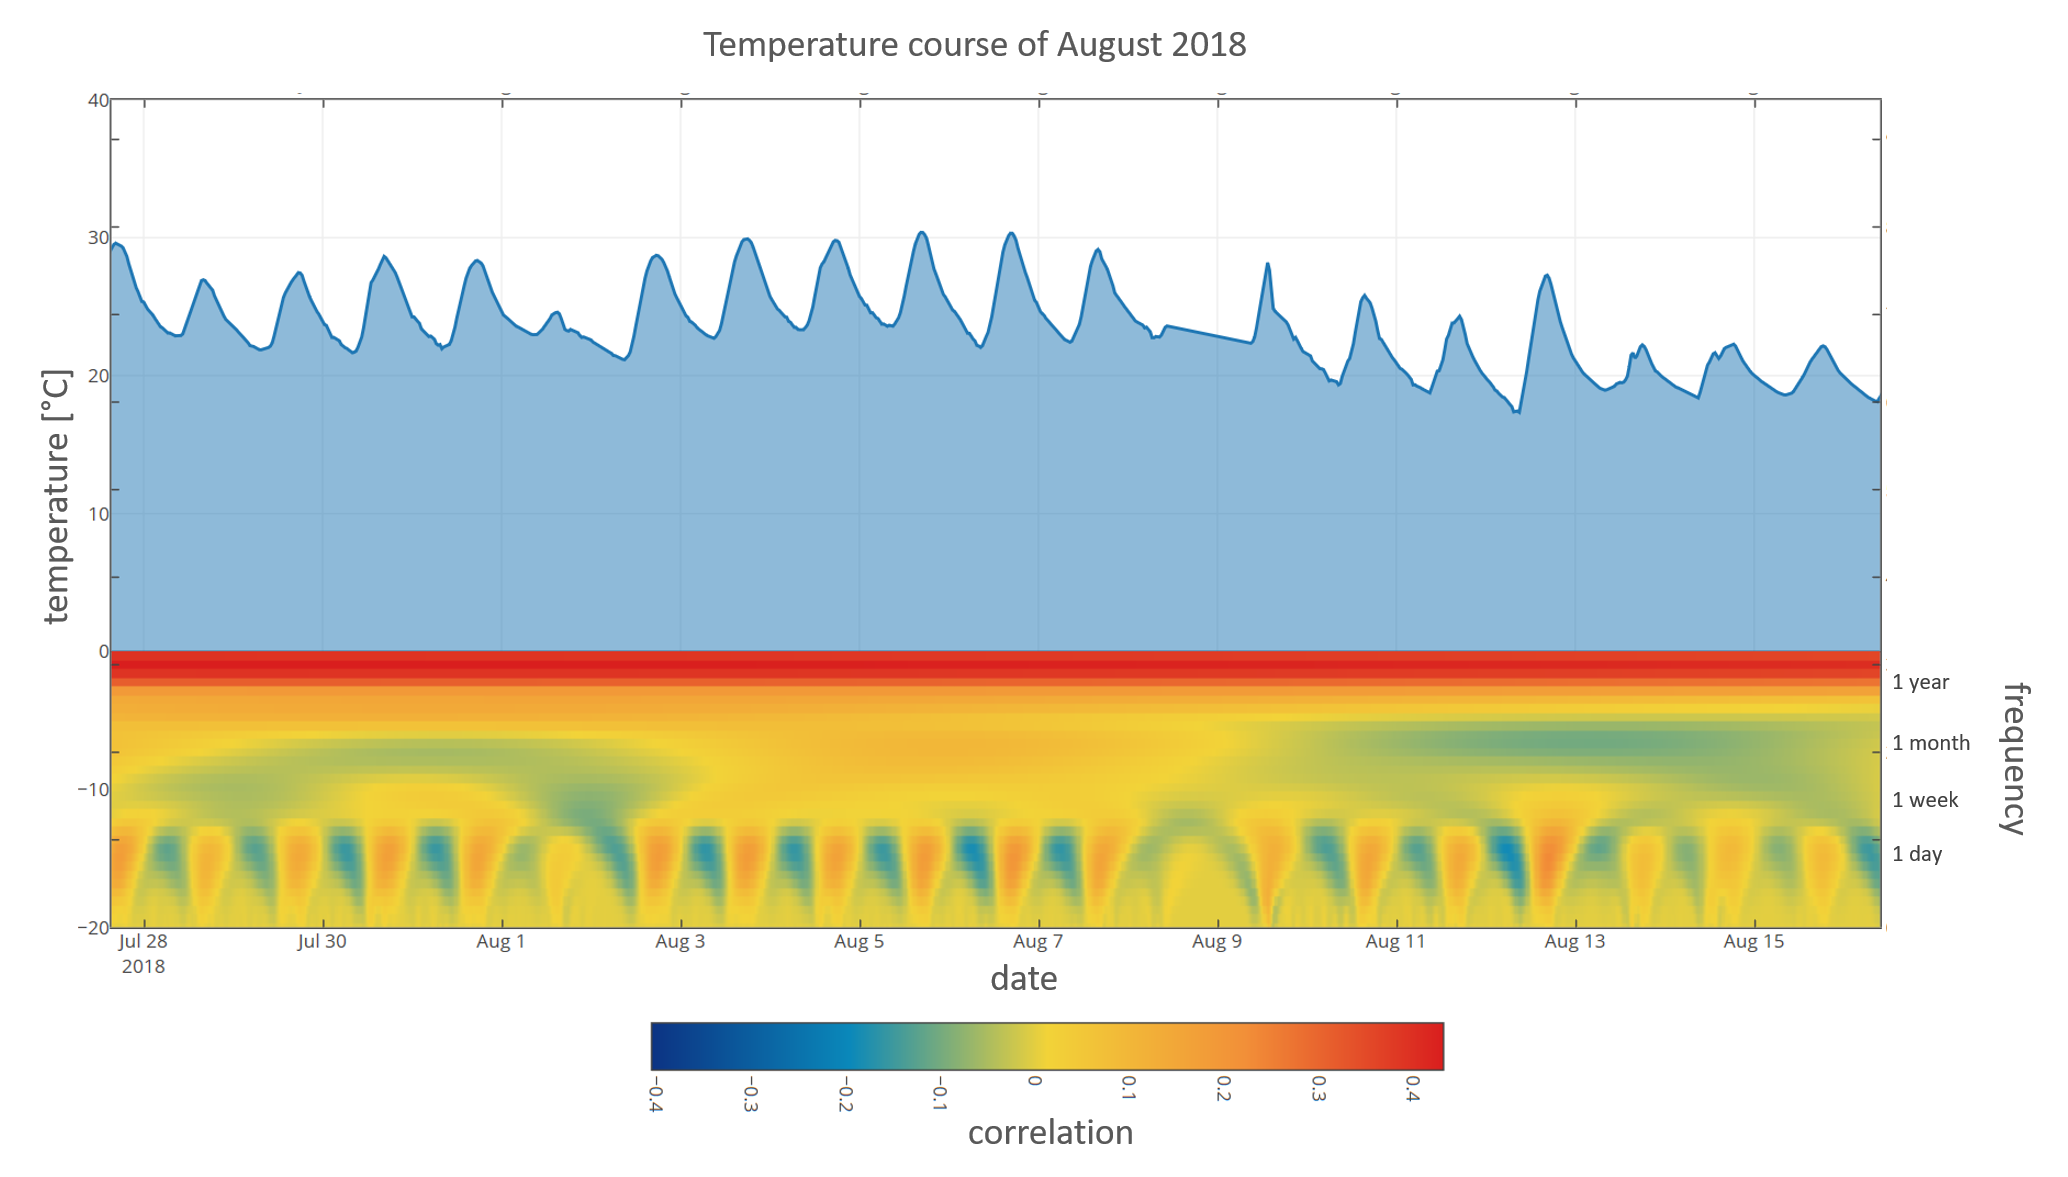 Temperature course of August 2018
40
30
20
10
0
−10
−20
temperature [°C]
1 year
1 month
1 week
1 day
frequency
Jul 28 Jul 30 Aug 1 Aug 3 Aug 5 Aug 7 Aug 9 Aug 11 Aug 13 Aug 15
2018
date
−0.4 −0.3 −0.2 −0.1 0 0.1 0.2 0.3 0.4
correlation